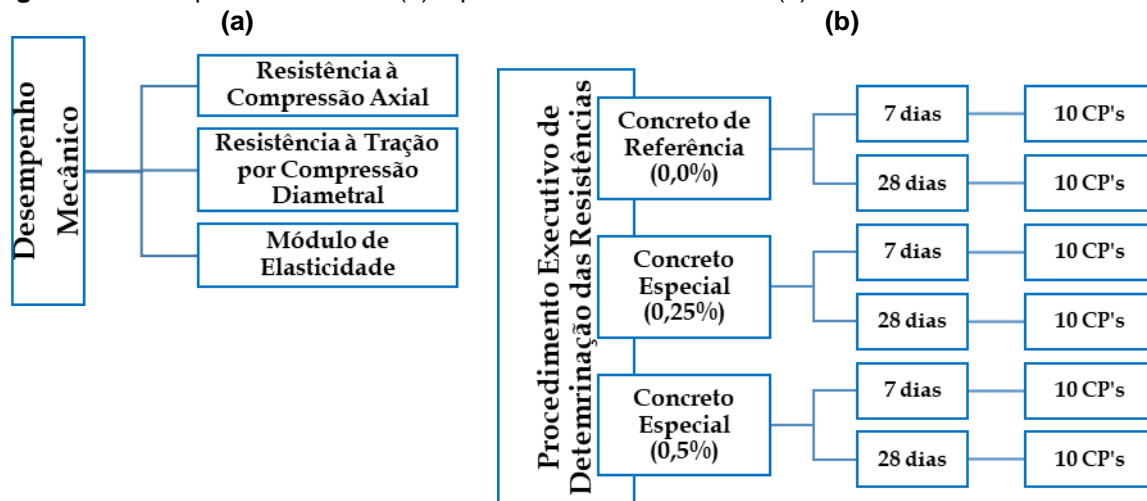 (a)
(b)
Desempenho
Mecânico
Resistência à
Compressão Axial
Resistência à Tração
por Compressão
Diametral
Módulo de
Elasticidade
Procedimento Executivo de
Detemrinação das Resistências
Concreto de
Referência
(0,0%)
7 dias
10 CP's
28 dias
10 CP's
Concreto
Especial
(0,25%)
7 dias
10 CP's
28 dias
10 CP's
Concreto
Especial
(0,5%)
7 dias
10 CP's
28 dias
10 CP's